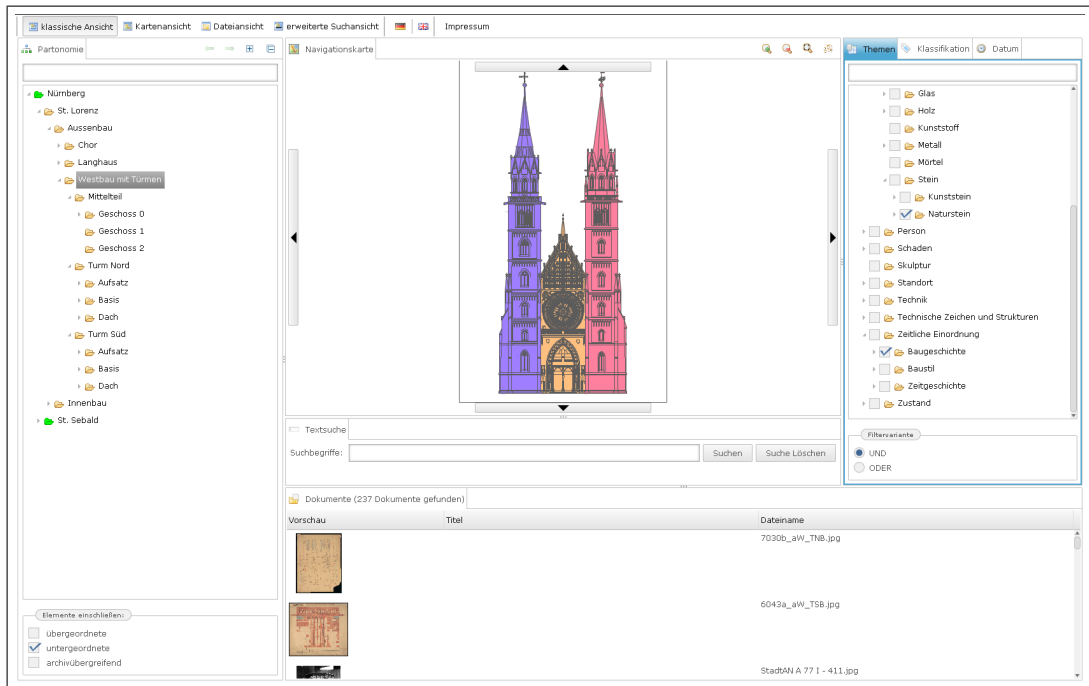 klassische Ansicht Kartenansicht Dateiansicht erweiterte Suchansicht Impressum
Partonomie
Nürnberg
St. Lorenz
Aussenbau
Chor
Langhaus
Westbau mit Türmen
Mittelteil
Geschoss 0
Geschoss 1
Geschoss 2
Turm Nord
Aufsatz
Basis
Dach
Turm Süd
Aufsatz
Basis
Dach
Innenbau
St. Sebald
Elemente einschließen:
übergeordnete
untergeordnete
archivübergreifend
Navigationskarte
Textsuche
Suchbegriffe: Suchen Suche Löschen
Dokumente (237 Dokumente gefunden)
Vorschau Titel Dateiname
7030b_aW_TNB.jpg
6043a_aW_TSB.jpg
StadtAN A 77 I - 411.jpg
Themen Klassifikation Datum
Glas
Holz
Kunststoff
Metall
Mörtel
Stein
Kunststein
Naturstein
Person
Schaden
Skulptur
Standort
Technik
Technische Zeichen und Strukturen
Zeitliche Einordnung
Baugeschichte
Baustil
Zeitgeschichte
Zustand
Filtervariante
UND
ODER